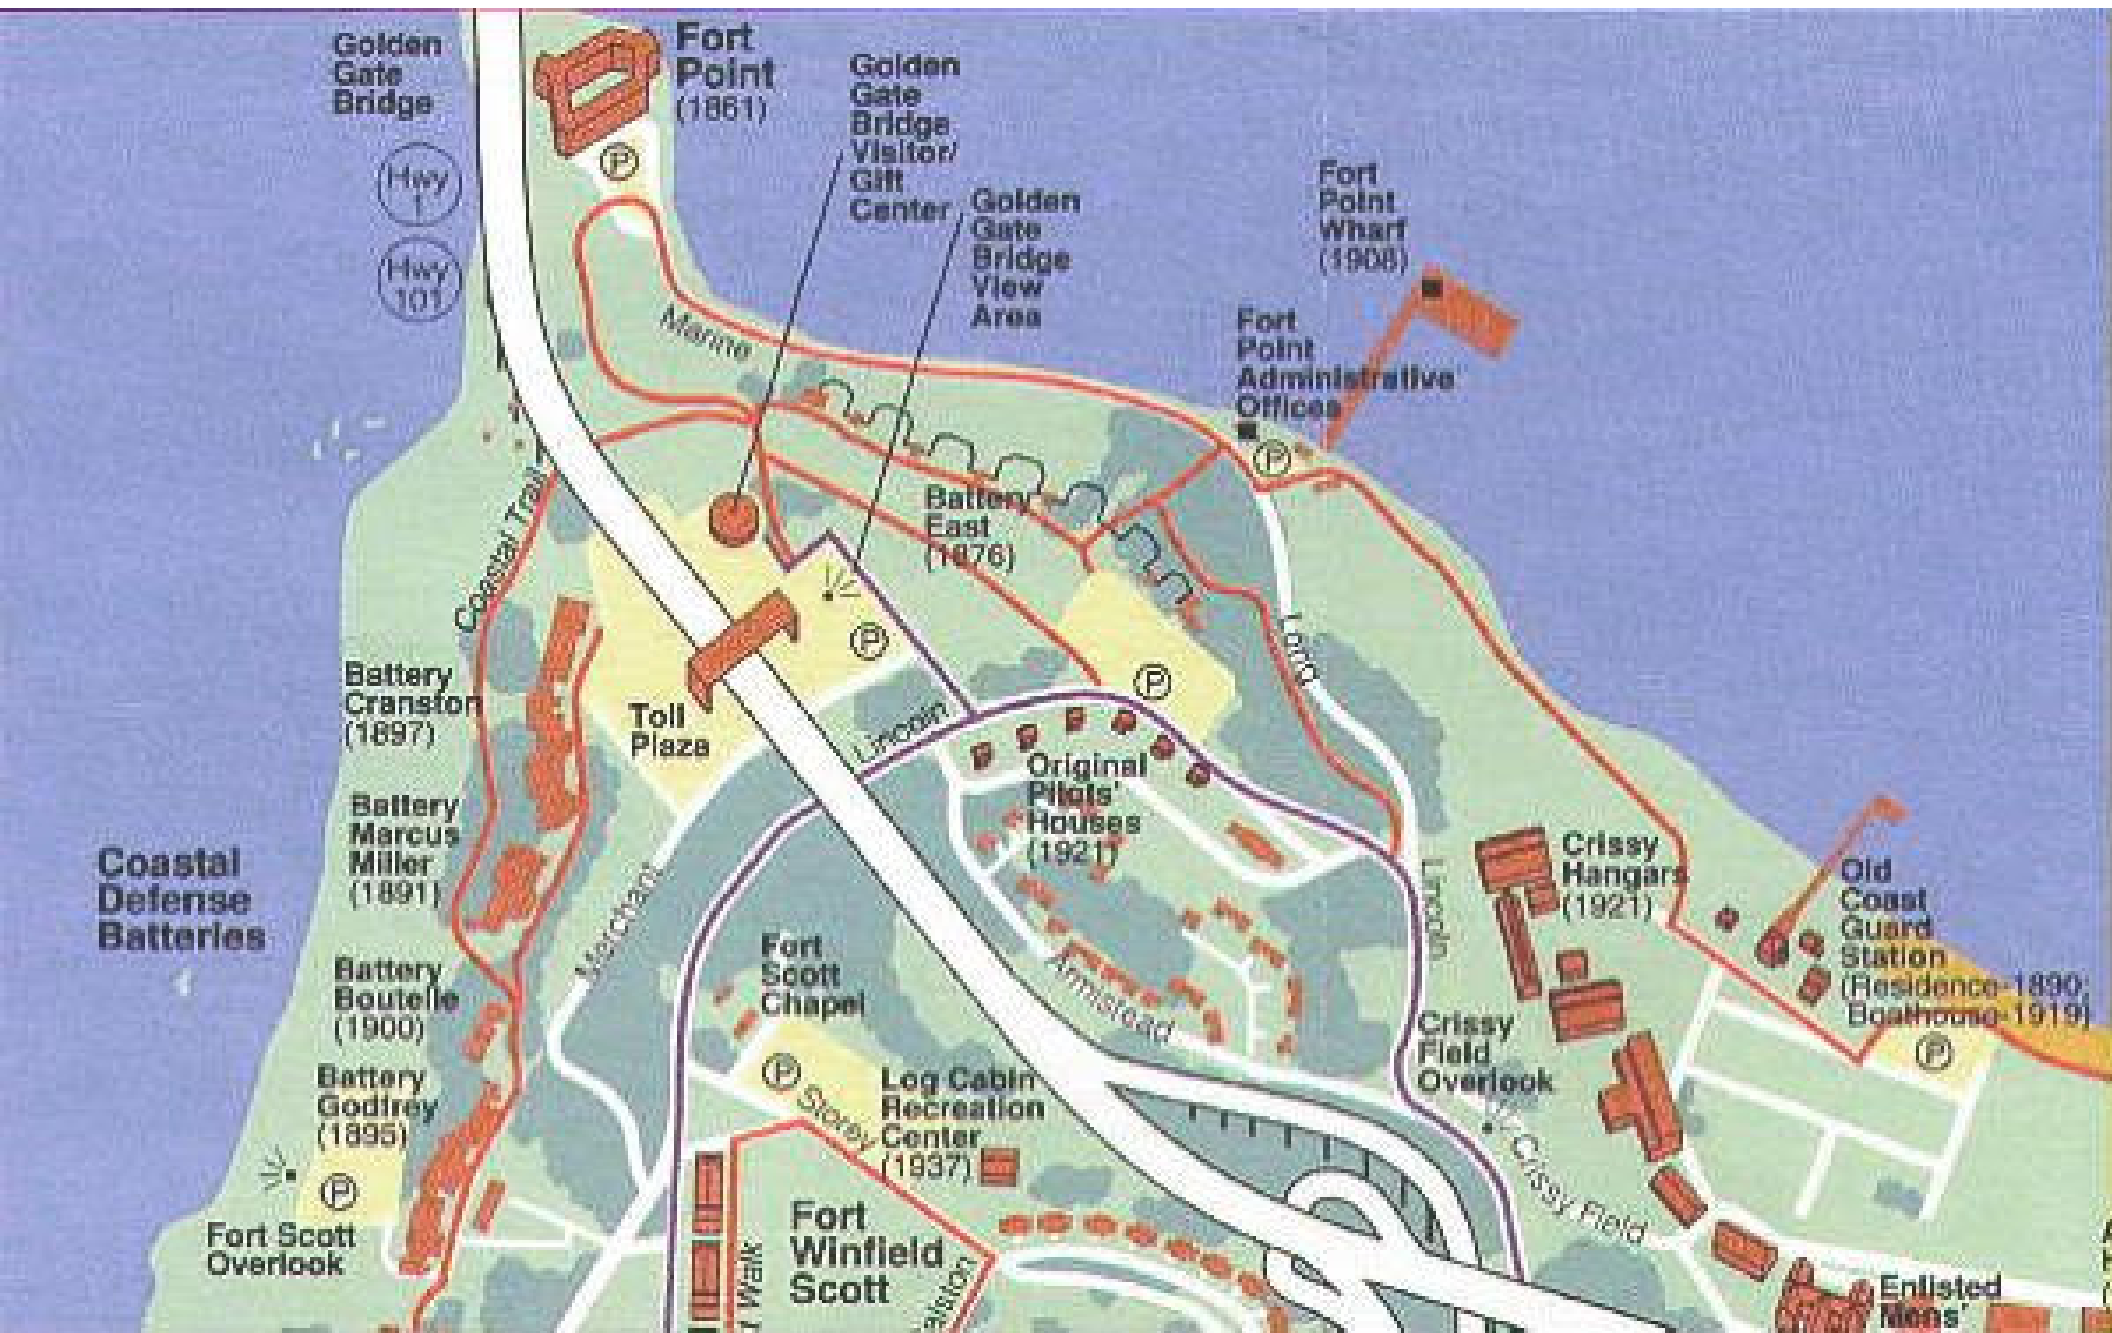 Golden
Gate
Bridge
Hwy
1
Hwy
101
Fort
Point
(1861)
P
Golden
Gate
Bridge
Visitor/
Gift
Center
Golden
Gate
Bridge
View
Area
Fort
Point
Wharf
(1908)
Fort
Point
Administrative
Offices
P
Marine
Coastal Trail
Battery
East
(1876)
P
P
Long
Lincoln
Toll
Plaza
Battery
Cranston
(1897)
Battery
Marcus
Miller
(1891)
Coastal
Defense
Batteries
Battery
Boutelle
(1900)
Battery
Godfrey
(1895)
P
Fort Scott
Overlook
Merchant
Original
Pilots'
Houses
(1921)
Lincoln
Crissy
Hangars
(1921)
Old
Coast
Guard
Station
(Residence-1890;
Boathouse-1919)
P
Fort
Scott
Chapel
Armistead
Crissy
Field
Overlook
P
Storey
Log Cabin
Recreation
Center
(1937)
Crissy Field
Fort
Winfield
Scott
Walk
Enlisted
Mens'